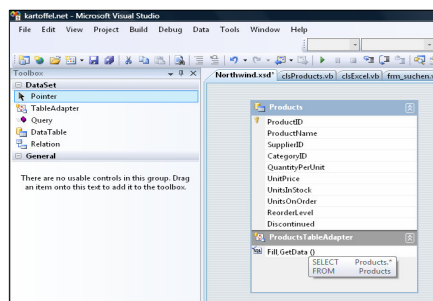 kartoffel.net - Microsoft Visual Studio
File Edit View Project Build Debug Data Tools Window Help
Toolbox
DataSet
Pointer
TableAdapter
Query
DataTable
Relation
General
There are no usable controls in this group. Drag
an item onto this text to add it to the toolbox.
Northwind.xsd* clsProducts.vb clsExcel.vb frm_suchen.v
Products
ProductID
ProductName
SupplierID
CategoryID
QuantityPerUnit
UnitPrice
UnitsInStock
UnitsOnOrder
ReorderLevel
Discontinued
ProductsTableAdapter
Fill,GetData ()
SELECT Products.*
FROM Products